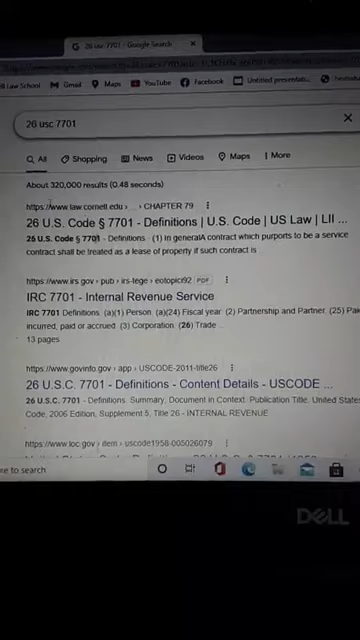 26 usc 7701 - Google Search
Law School Gmail Maps YouTube Facebook Untitled presentati...
26 usc 7701
All Shopping News Videos Maps More
About 320,000 results (0.48 seconds)
https://www.law.cornell.edu › ... › CHAPTER 79
26 U.S. Code § 7701 - Definitions | U.S. Code | US Law | LII ...
26 U.S. Code § 7701 - Definitions · (1) in generalA contract which purports to be a service
contract shall be treated as a lease of property if such contract is ..
https://www.irs.gov › pub › irs-tege › eotopici92 PDF
IRC 7701 - Internal Revenue Service
IRC 7701 Definitions. (a)(1) Person. (a)(24) Fiscal year. (2) Partnership and Partner. (25) Pai
incurred, paid or accrued. (3) Corporation. (26) Trade
13 pages
https://www.govinfo.gov › app › USCODE-2011-title26
26 U.S.C. 7701 - Definitions - Content Details - USCODE ...
26 U.S.C. 7701 - Definitions. Summary, Document in Context. Publication Title. United States
Code, 2006 Edition, Supplement 5, Title 26 - INTERNAL REVENUE
https://www.loc.gov › item › uscode1958-005026079
re to search
DELL